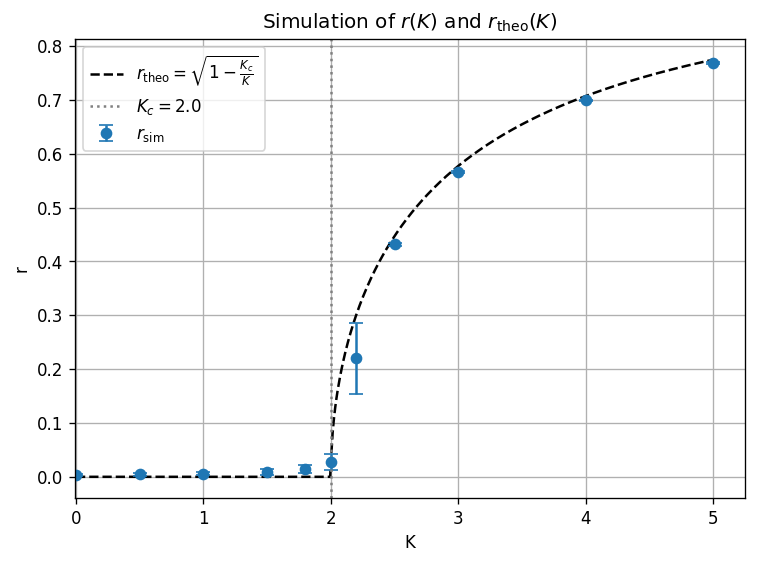 Simulation of r(K) and r_theo(K)
r_theo = √(1 − K_c/K)
K_c = 2.0
r_sim
0.8
0.7
0.6
0.5
0.4
0.3
0.2
0.1
0.0
r
0 1 2 3 4 5
K